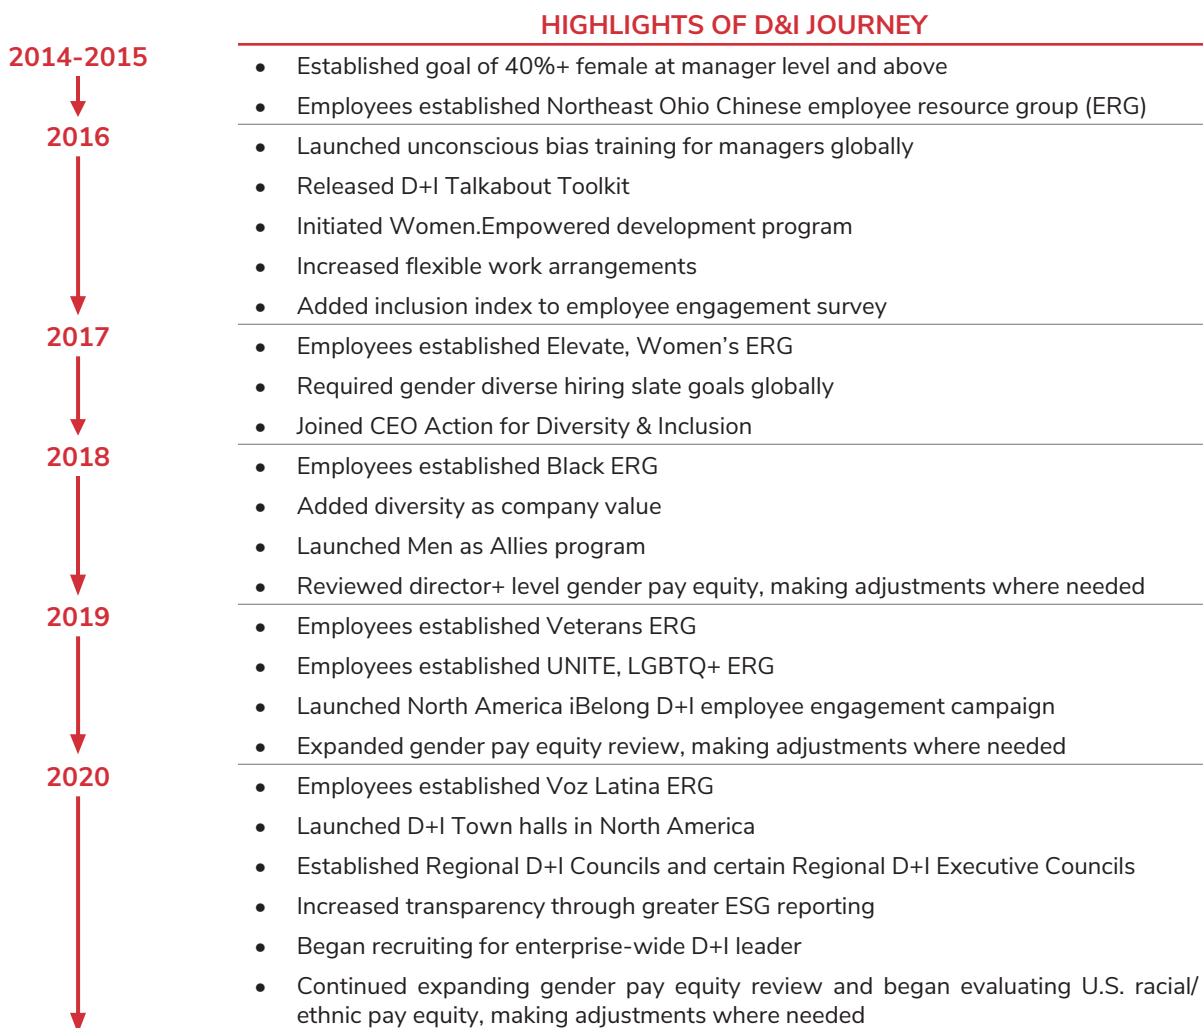 HIGHLIGHTS OF D&I JOURNEY
2014-2015
• Established goal of 40%+ female at manager level and above
• Employees established Northeast Ohio Chinese employee resource group (ERG)
2016
• Launched unconscious bias training for managers globally
• Released D+I Talkabout Toolkit
• Initiated Women.Empowered development program
• Increased flexible work arrangements
• Added inclusion index to employee engagement survey
2017
• Employees established Elevate, Women’s ERG
• Required gender diverse hiring slate goals globally
• Joined CEO Action for Diversity & Inclusion
2018
• Employees established Black ERG
• Added diversity as company value
• Launched Men as Allies program
• Reviewed director+ level gender pay equity, making adjustments where needed
2019
• Employees established Veterans ERG
• Employees established UNITE, LGBTQ+ ERG
• Launched North America iBelong D+I employee engagement campaign
• Expanded gender pay equity review, making adjustments where needed
2020
• Employees established Voz Latina ERG
• Launched D+I Town halls in North America
• Established Regional D+I Councils and certain Regional D+I Executive Councils
• Increased transparency through greater ESG reporting
• Began recruiting for enterprise-wide D+I leader
• Continued expanding gender pay equity review and began evaluating U.S. racial/
ethnic pay equity, making adjustments where needed